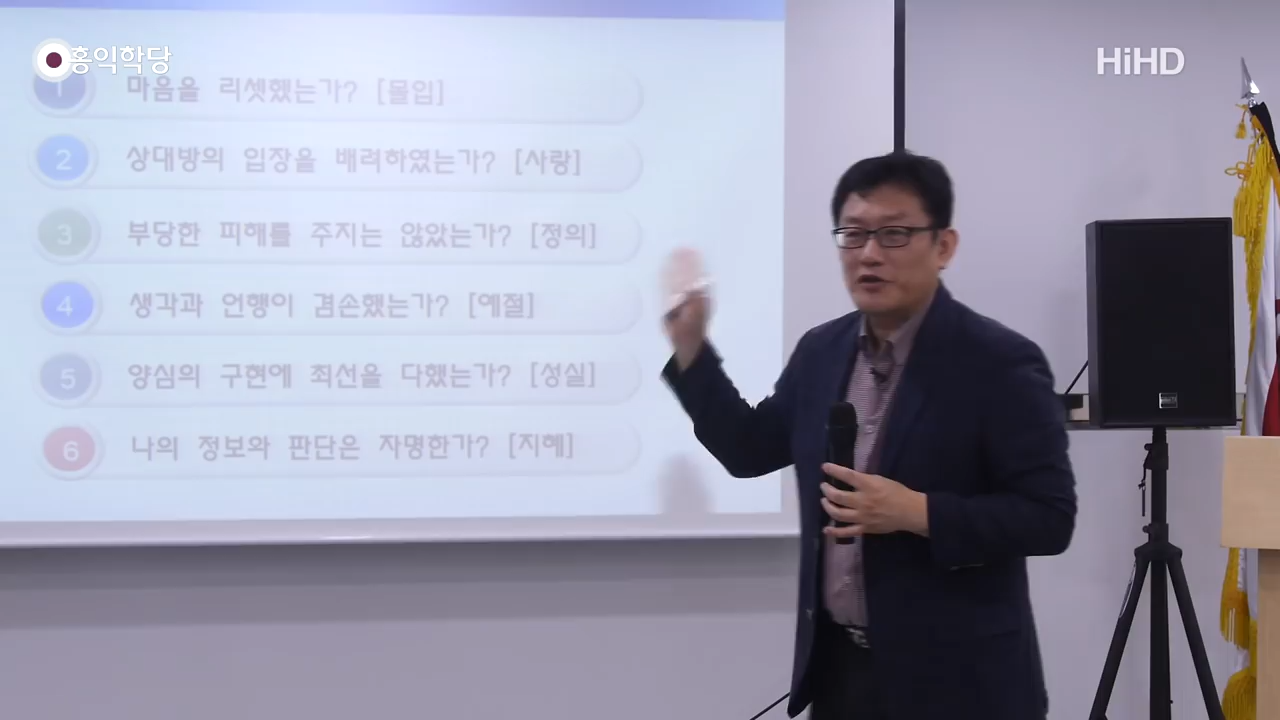 홍익학당
HiHD
1 마음을 리셋했는가? [몰입]
2 상대방의 입장을 배려하였는가? [사랑]
3 부당한 피해를 주지는 않았는가? [정의]
4 생각과 언행이 겸손했는가? [예절]
5 양심의 구현에 최선을 다했는가? [성실]
6 나의 정보와 판단은 자명한가? [지혜]